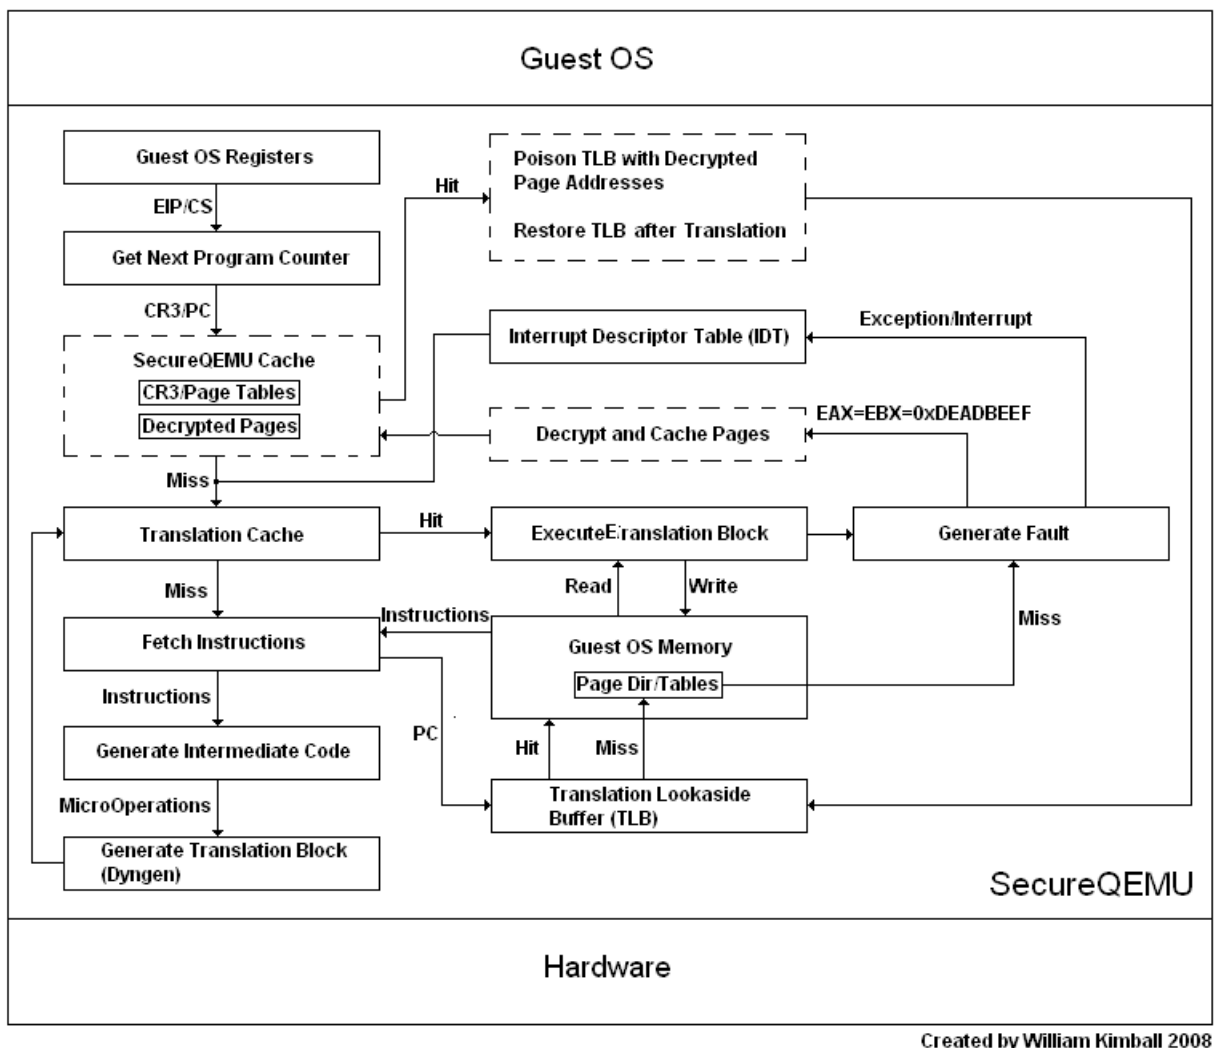 Guest OS
Guest OS Registers
EIP/CS
Get Next Program Counter
CR3/PC
SecureQEMU Cache
CR3/Page Tables
Decrypted Pages
Miss
Hit
Poison TLB with Decrypted
Page Addresses
Restore TLB after Translation
Interrupt Descriptor Table (IDT)
Exception/Interrupt
Decrypt and Cache Pages
EAX=EBX=0xDEADBEEF
Translation Cache
Hit
Execute Translation Block
Generate Fault
Miss
Read
Write
Miss
Fetch Instructions
Instructions
Guest OS Memory
Page Dir/Tables
Instructions
PC
Hit
Miss
Generate Intermediate Code
MicroOperations
Translation Lookaside
Buffer (TLB)
Generate Translation Block
(Dyngen)
SecureQEMU
Hardware
Created by William Kimball 2008